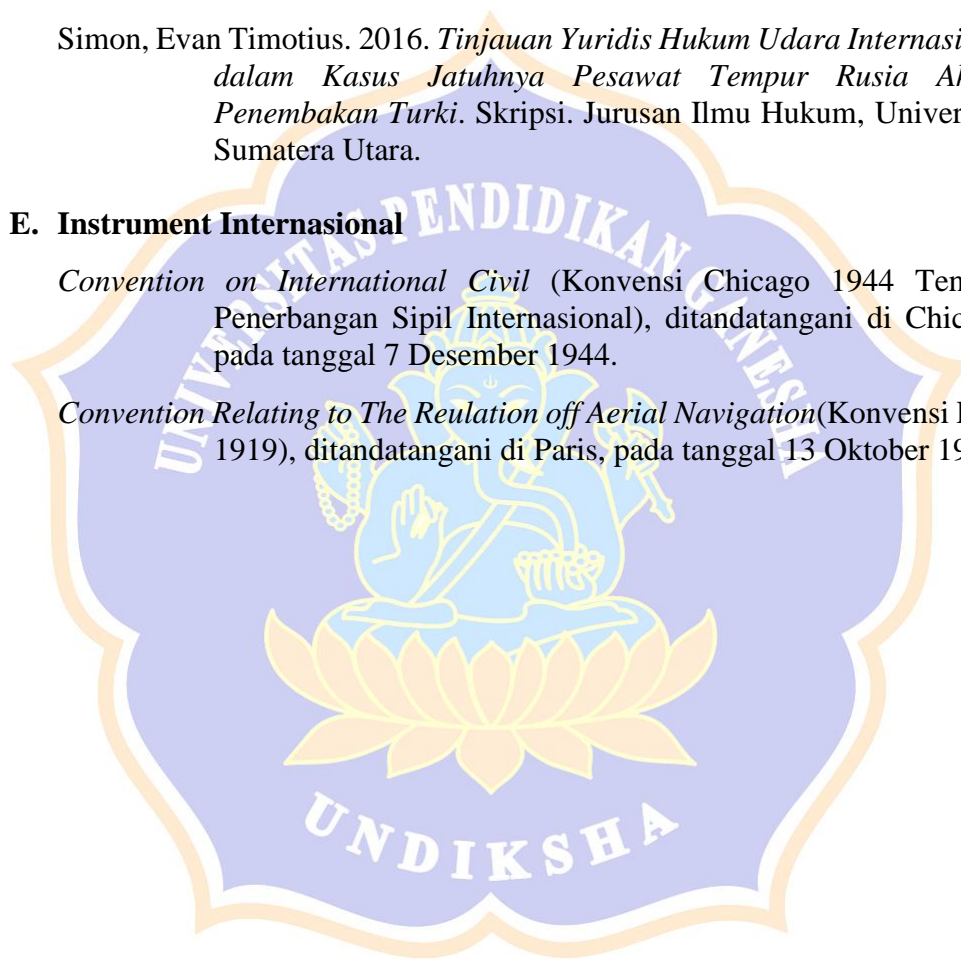 Simon, Evan Timotius. 2016. Tinjauan Yuridis Hukum Udara Internasi
dalam Kasus Jatuhnya Pesawat Tempur Rusia Ak
Penembakan Turki. Skripsi. Jurusan Ilmu Hukum, Univer
Sumatera Utara.
E. Instrument Internasional
Convention on International Civil (Konvensi Chicago 1944 Ten
Penerbangan Sipil Internasional), ditandatangani di Chic
pada tanggal 7 Desember 1944.
Convention Relating to The Reulation off Aerial Navigation(Konvensi
1919), ditandatangani di Paris, pada tanggal 13 Oktober 19
UNIVERSITAS PENDIDIKAN GANESHA
UNDIKSHA